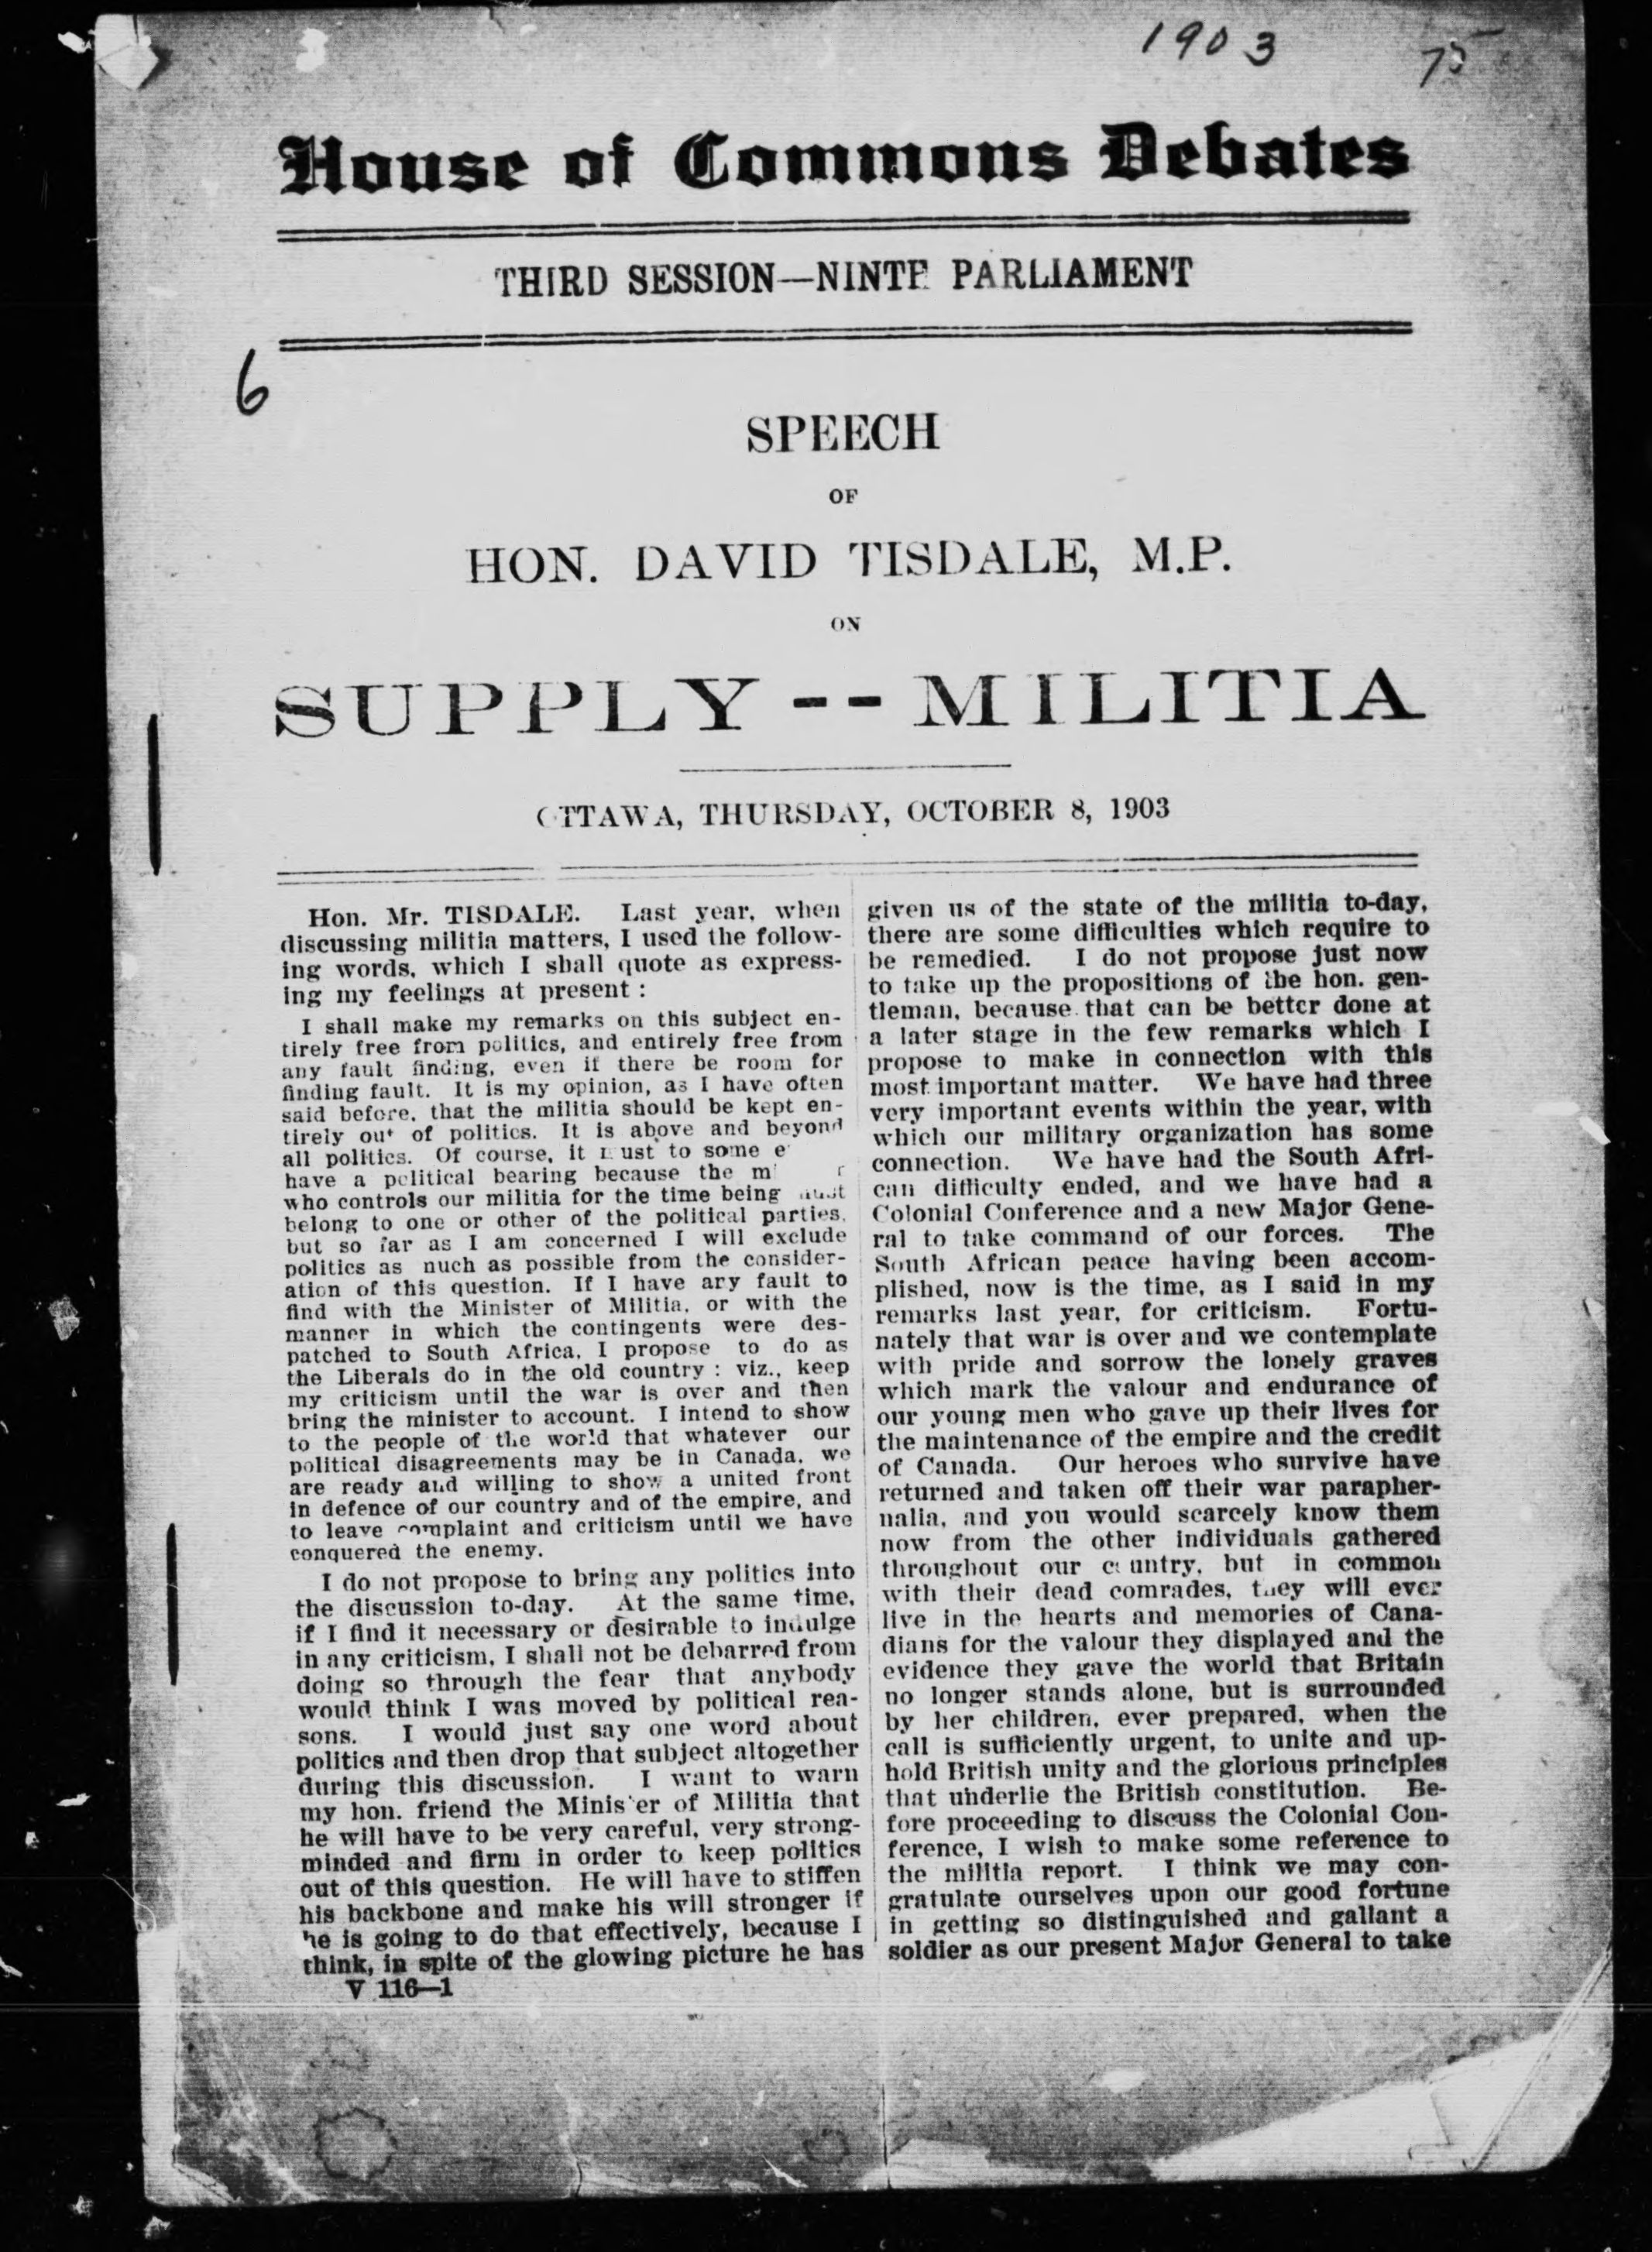 1903
75
House of Commons Debates
THIRD SESSION—NINTH PARLIAMENT
6
SPEECH
OF
HON. DAVID TISDALE, M.P.
ON
SUPPLY -- MILITIA
OTTAWA, THURSDAY, OCTOBER 8, 1903
Hon. Mr. TISDALE. Last year, when
discussing militia matters, I used the follow-
ing words, which I shall quote as express-
ing my feelings at present :
I shall make my remarks on this subject en-
tirely free from politics, and entirely free from
any fault finding, even if there be room for
finding fault. It is my opinion, as I have often
said before, that the militia should be kept en-
tirely out of politics. It is above and beyond
all politics. Of course, it must to some
have a political bearing because the
who controls our militia for the time being must
belong to one or other of the political parties,
but so far as I am concerned I will exclude
politics as nuch as possible from the consider-
ation of this question. If I have ary fault to
find with the Minister of Militia, or with the
manner in which the contingents were des-
patched to South Africa, I propose to do as
the Liberals do in the old country : viz., keep
my criticism until the war is over and then
bring the minister to account. I intend to show
to the people of the world that whatever our
political disagreements may be in Canada, we
are ready and willing to show a united front
in defence of our country and of the empire, and
to leave complaint and criticism until we have
conquered the enemy.
I do not propose to bring any politics into
the discussion to-day. At the same time,
if I find it necessary or desirable to indulge
in any criticism, I shall not be debarred from
doing so through the fear that anybody
would think I was moved by political rea-
sons. I would just say one word about
politics and then drop that subject altogether
during this discussion. I want to warn
my hon. friend the Minister of Militia that
he will have to be very careful, very strong-
minded and firm in order to keep politics
out of this question. He will have to stiffen
his backbone and make his will stronger if
he is going to do that effectively, because I
think, in spite of the glowing picture he has
V 116—1
given us of the state of the militia to-day,
there are some difficulties which require to
be remedied. I do not propose just now
to take up the propositions of the hon. gen-
tleman, because that can be better done at
a later stage in the few remarks which I
propose to make in connection with this
most important matter. We have had three
very important events within the year, with
which our military organization has some
connection. We have had the South Afri-
can difficulty ended, and we have had a
Colonial Conference and a new Major Gene-
ral to take command of our forces. The
South African peace having been accom-
plished, now is the time, as I said in my
remarks last year, for criticism. Fortu-
nately that war is over and we contemplate
with pride and sorrow the lonely graves
which mark the valour and endurance of
our young men who gave up their lives for
the maintenance of the empire and the credit
of Canada. Our heroes who survive have
returned and taken off their war parapher-
nalia, and you would scarcely know them
now from the other individuals gathered
throughout our country, but in common
with their dead comrades, they will ever
live in the hearts and memories of Cana-
dians for the valour they displayed and the
evidence they gave the world that Britain
no longer stands alone, but is surrounded
by her children, ever prepared, when the
call is sufficiently urgent, to unite and up-
hold British unity and the glorious principles
that underlie the British constitution. Be-
fore proceeding to discuss the Colonial Con-
ference, I wish to make some reference to
the militia report. I think we may con-
gratulate ourselves upon our good fortune
in getting so distinguished and gallant a
soldier as our present Major General to take